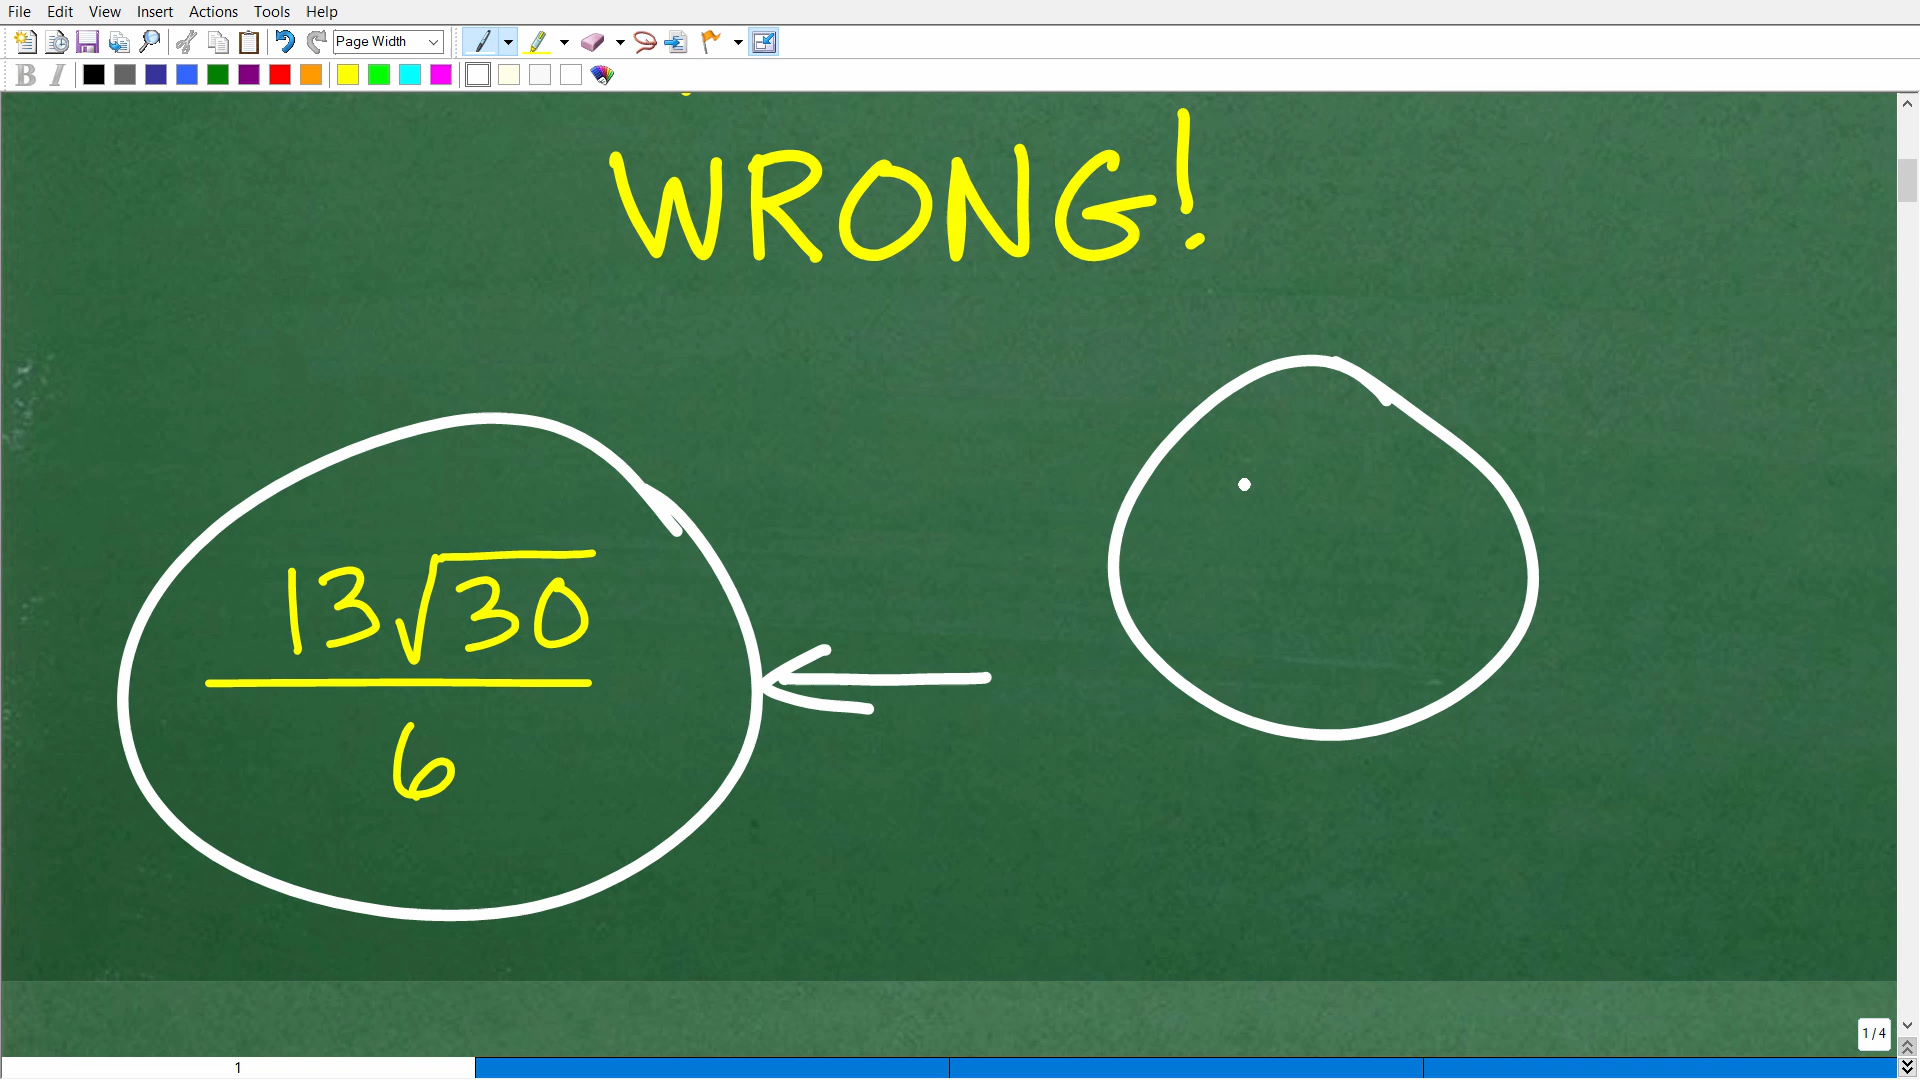 File Edit View Insert Actions Tools Help
Page Width
B I
WRONG!
13√30
6
1 / 4
1